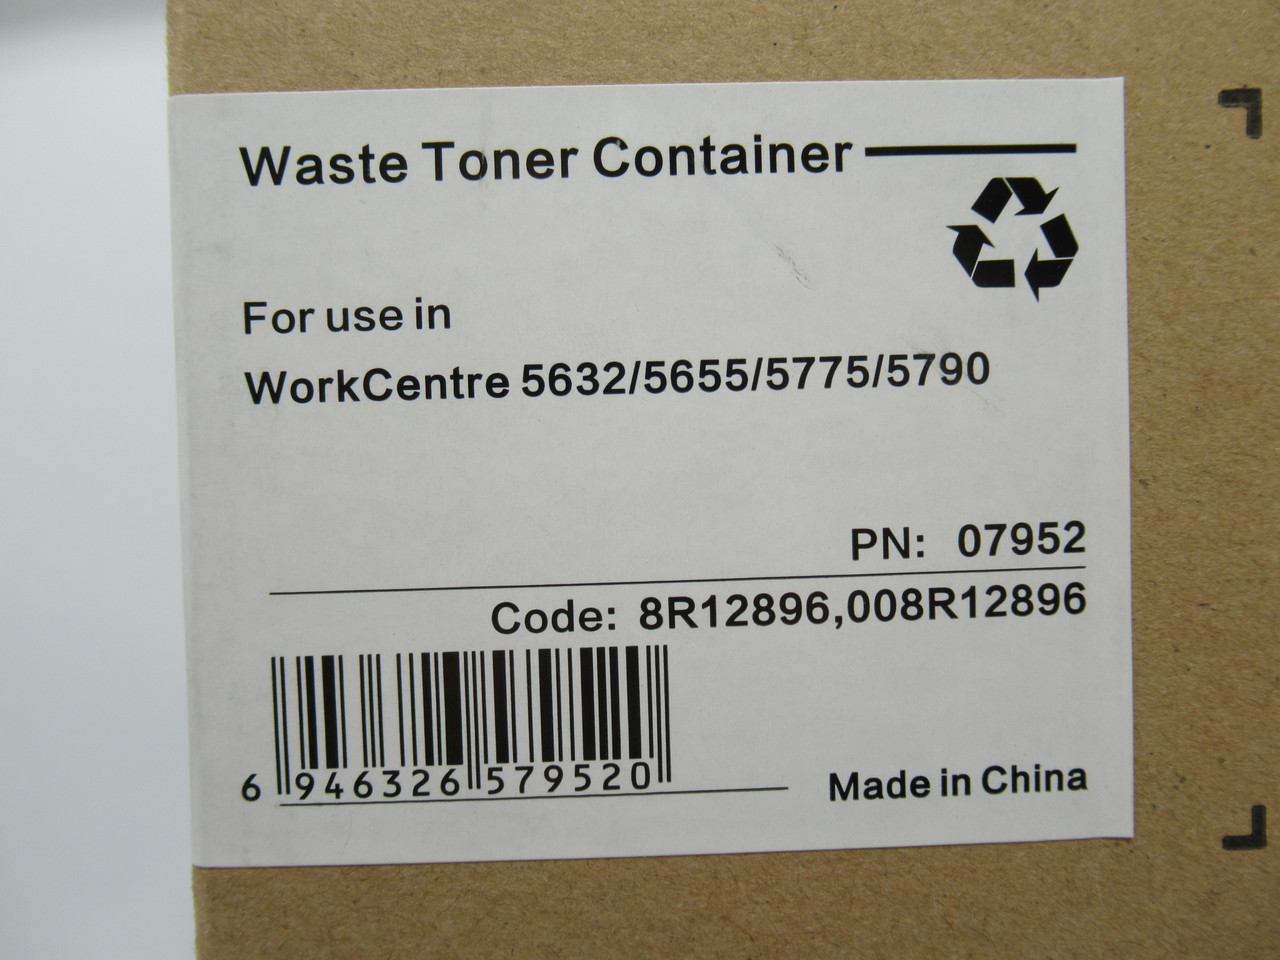 Waste Toner Container
For use in
WorkCentre 5632/5655/5775/5790
PN: 07952
Code: 8R12896,008R12896
6 946326 579520
Made in China